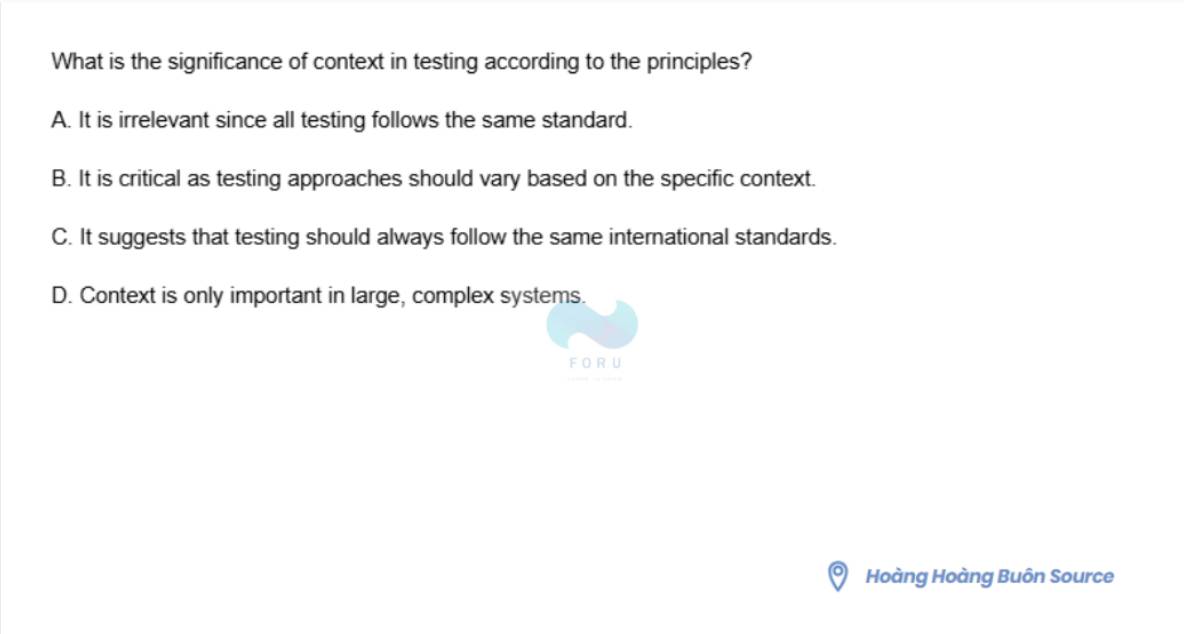 What is the significance of context in testing according to the principles?
A. It is irrelevant since all testing follows the same standard.
B. It is critical as testing approaches should vary based on the specific context.
C. It suggests that testing should always follow the same international standards.
D. Context is only important in large, complex systems.
FORU
Hoàng Hoàng Buôn Source